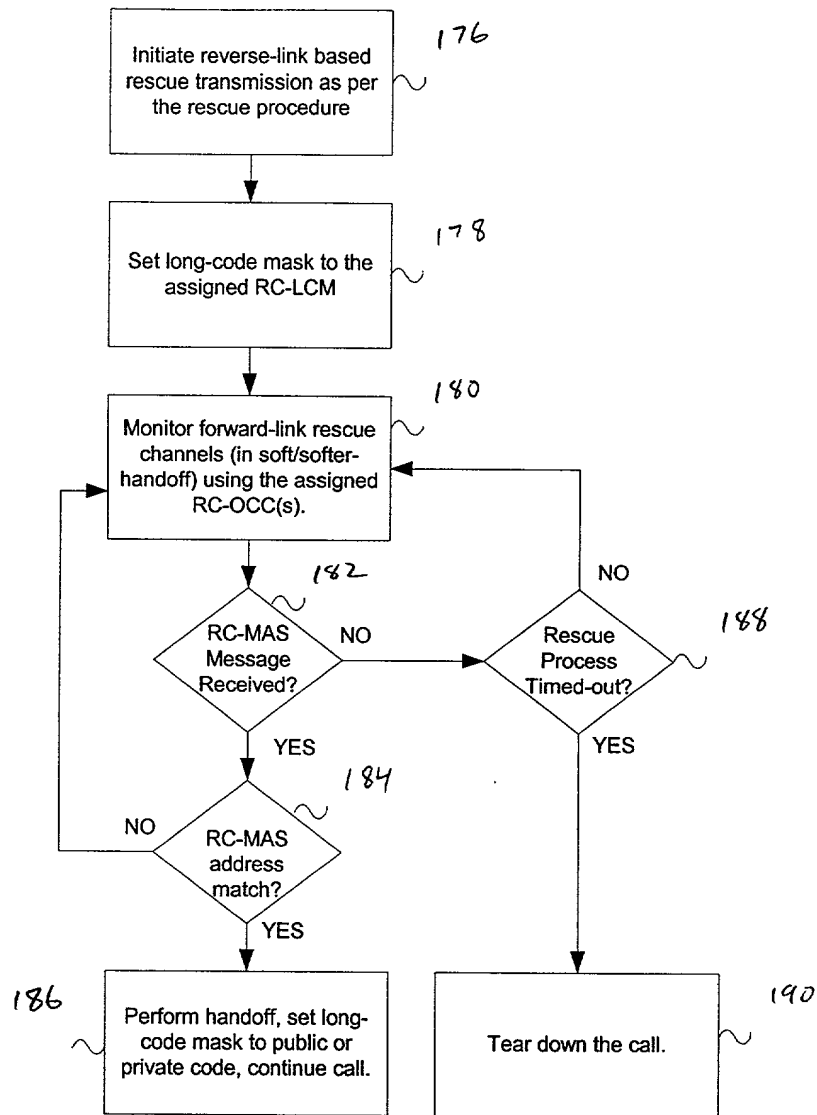 176
Initiate reverse-link based
rescue transmission as per
the rescue procedure
178
Set long-code mask to the
assigned RC-LCM
180
Monitor forward-link rescue
channels (in soft/softer-
handoff) using the assigned
RC-OCC(s).
182
NO
188
RC-MAS
Message
Received?
NO
Rescue
Process
Timed-out?
YES
YES
184
NO
RC-MAS
address
match?
YES
186
Perform handoff, set long-
code mask to public or
private code, continue call.
190
Tear down the call.